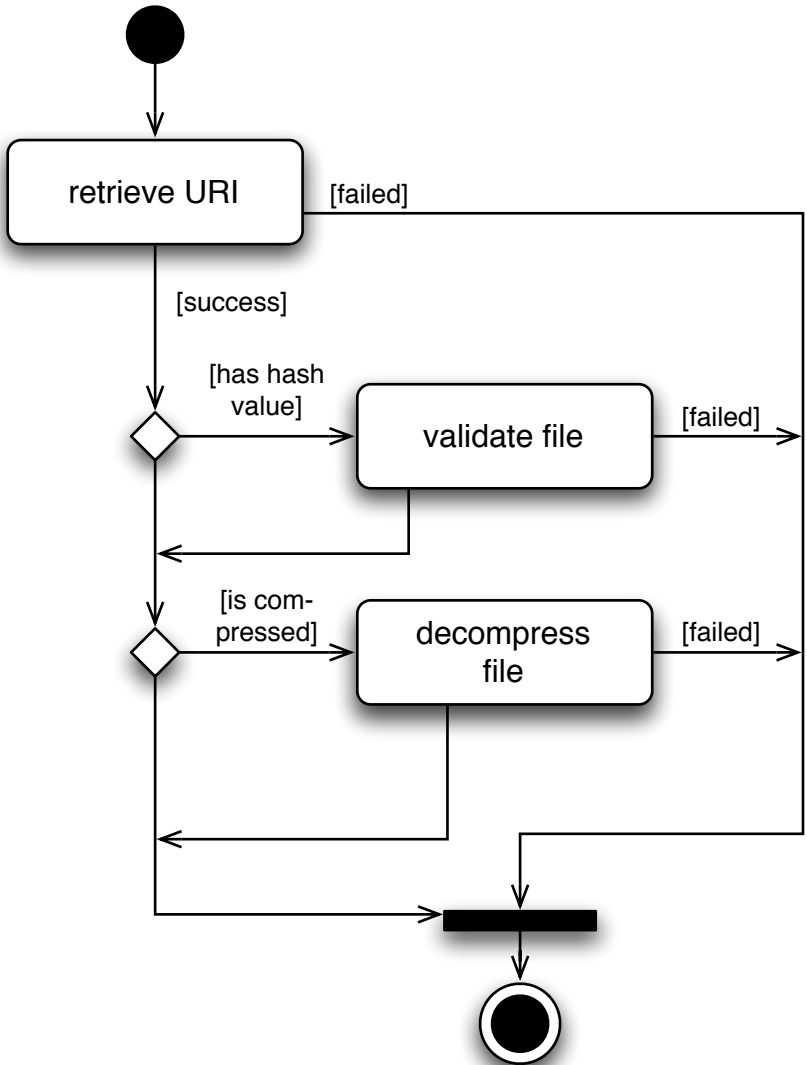 retrieve URI
[failed]
[success]
[has hash
value]
validate file
[failed]
[is com-
pressed]
decompress
file
[failed]